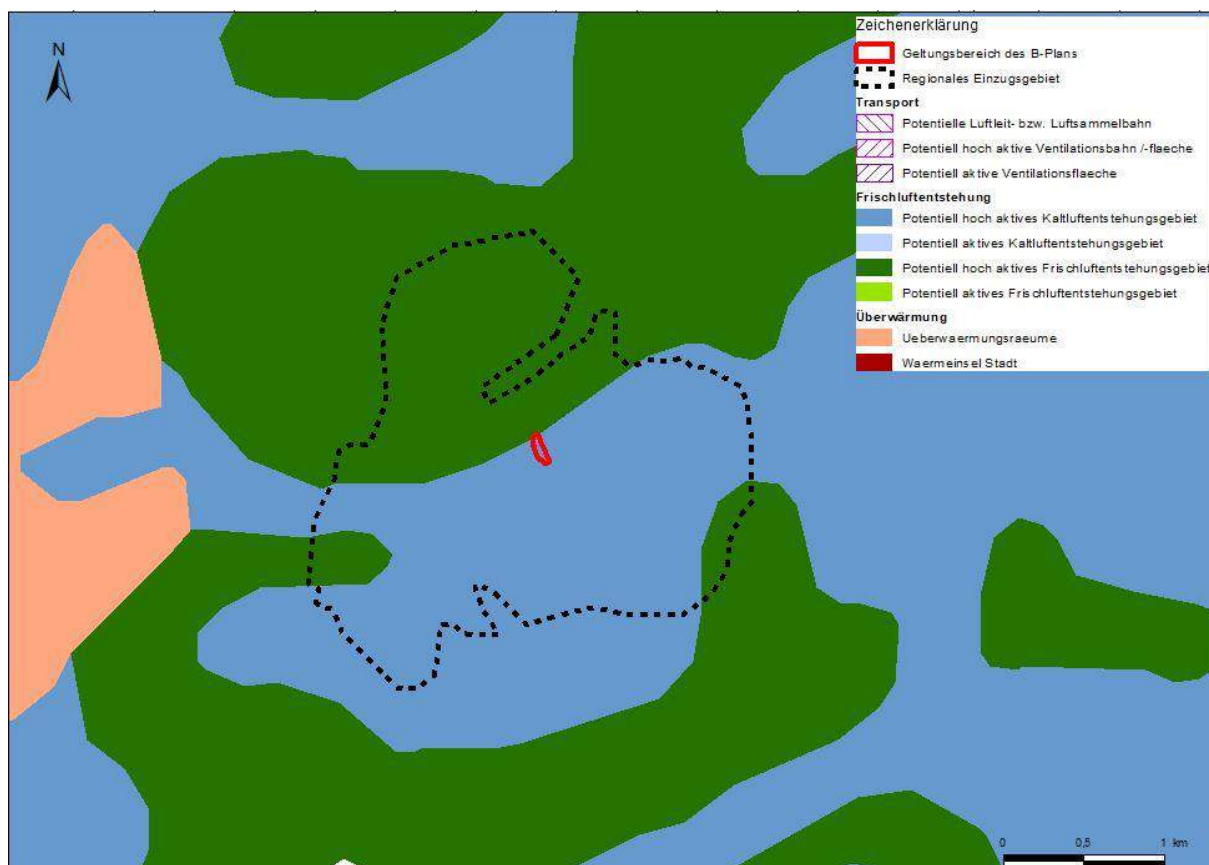 N
Zeichenerklärung
Geltungsbereich des B-Plans
Regionales Einzugsgebiet
Transport
Potentielle Luftleit- bzw. Luftsammelbahn
Potentiell hoch aktive Ventilationsbahn /-flaeche
Potentiell aktive Ventilationsflaeche
Frischluftentstehung
Potentiell hoch aktives Kaltluftentstehungsgebiet
Potentiell aktives Kaltluftentstehungsgebiet
Potentiell hoch aktives Frischluftentstehungsgebiet
Potentiell aktives Frischluftentstehungsgebiet
Überwärmung
Ueberwaermungsraeume
Waermeinsel Stadt
0 0,5 1 km